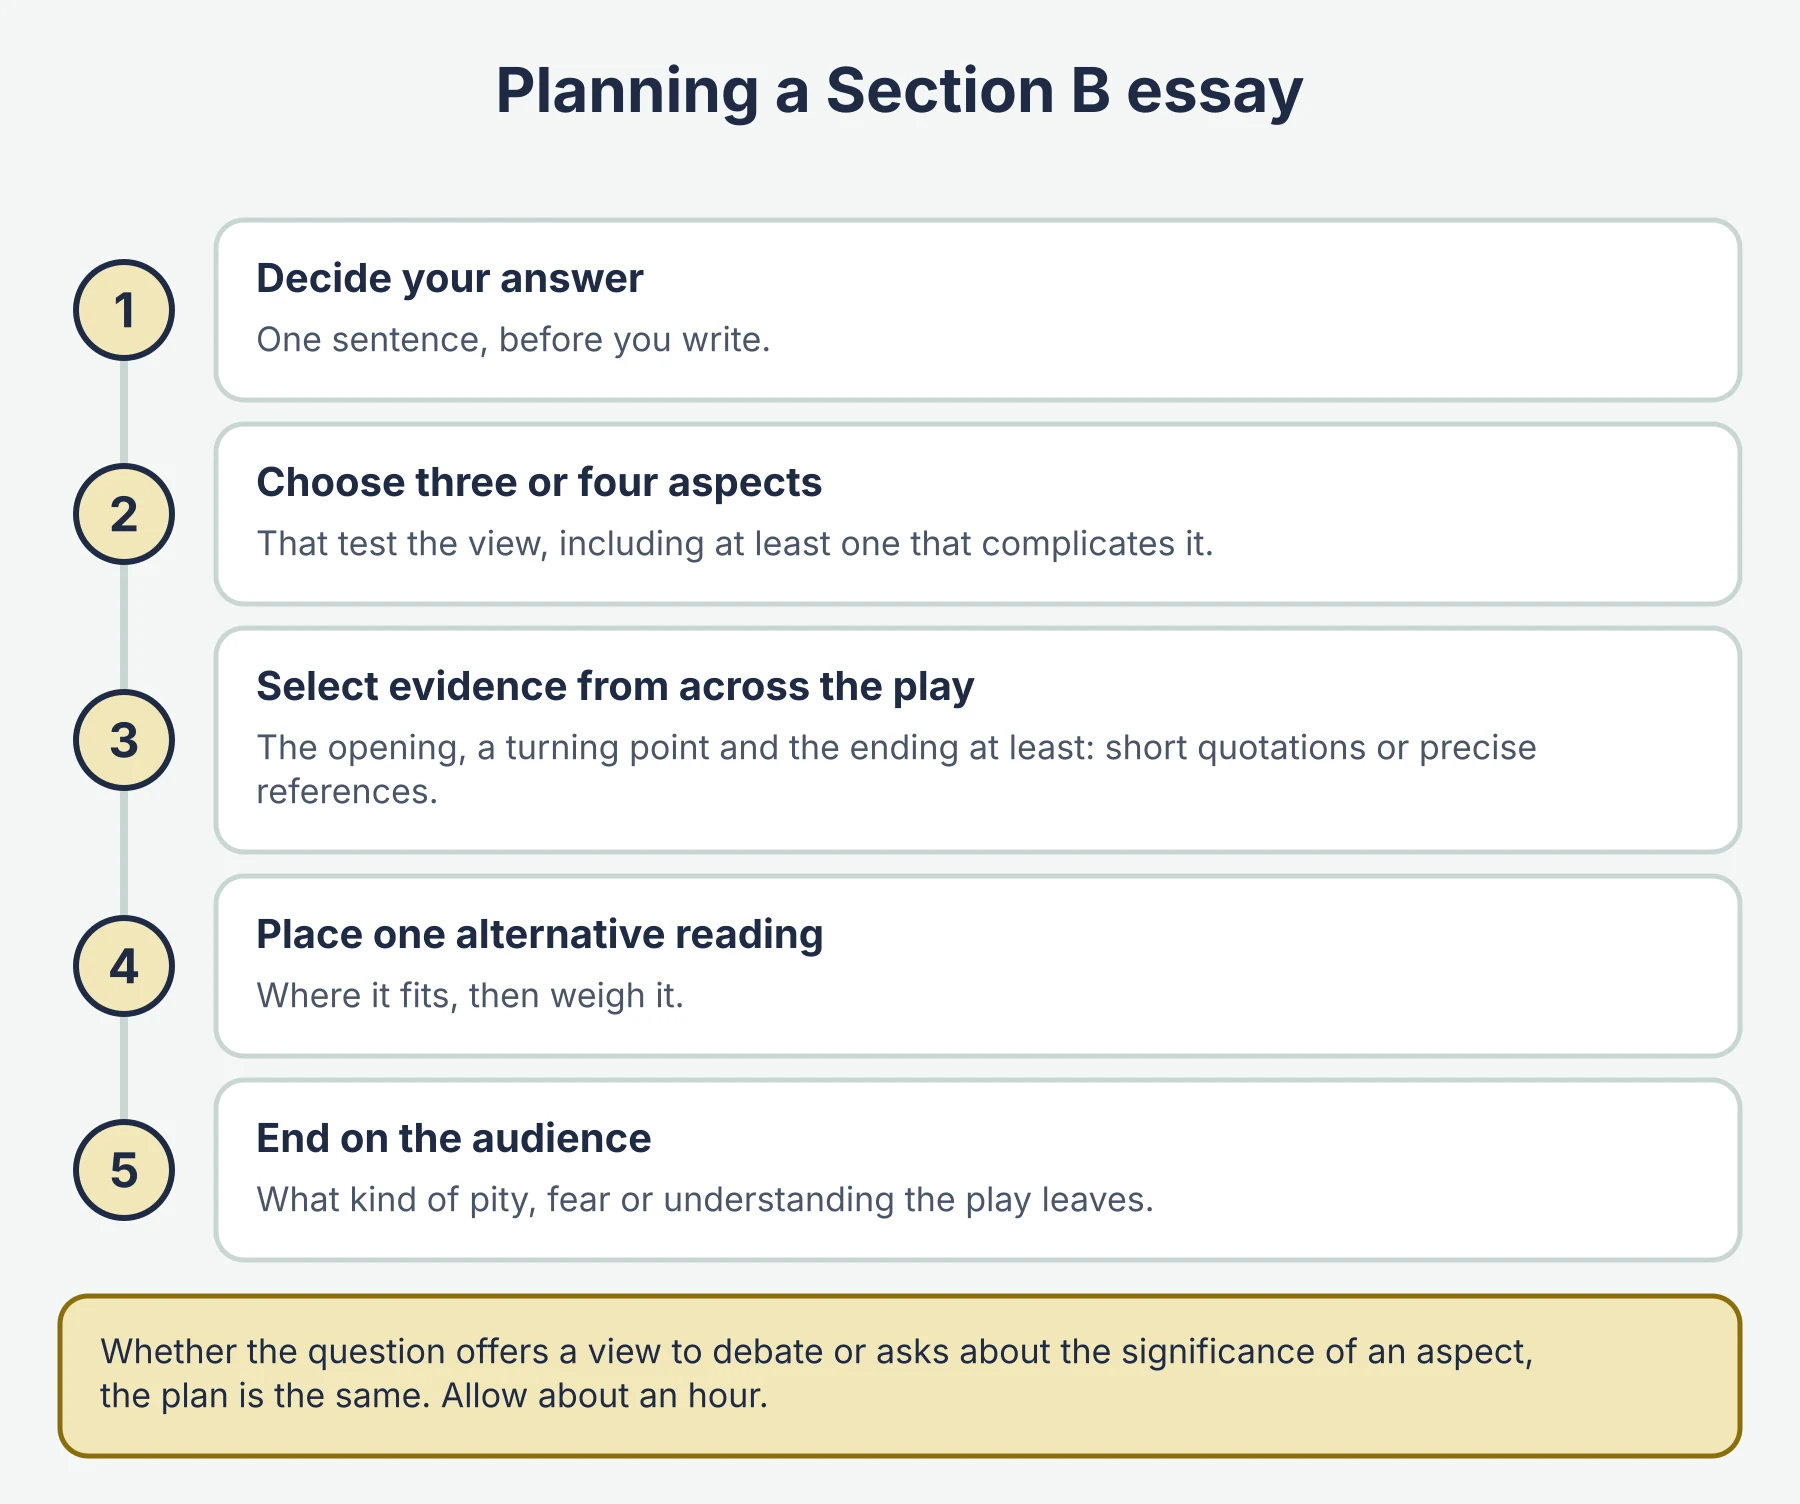 Planning a Section B essay
1
Decide your answer
One sentence, before you write.
2
Choose three or four aspects
That test the view, including at least one that complicates it.
3
Select evidence from across the play
The opening, a turning point and the ending at least: short quotations or precise
references.
4
Place one alternative reading
Where it fits, then weigh it.
5
End on the audience
What kind of pity, fear or understanding the play leaves.
Whether the question offers a view to debate or asks about the significance of an aspect,
the plan is the same. Allow about an hour.